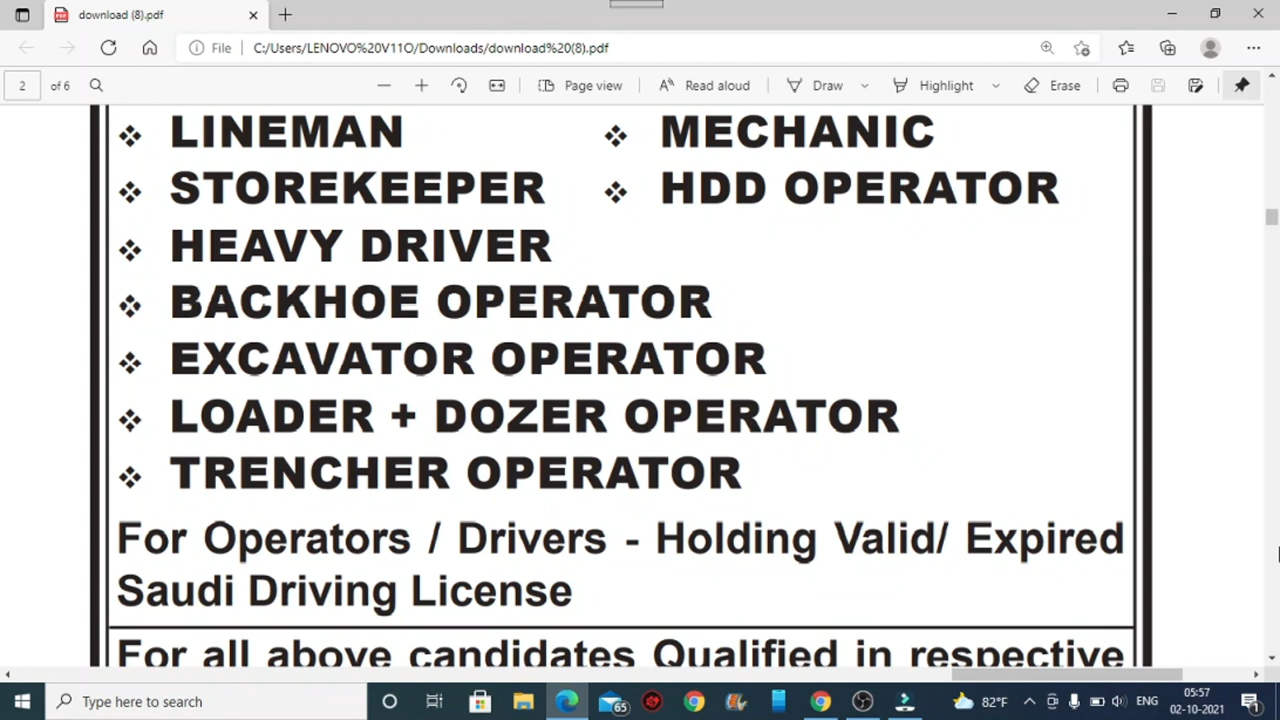 download (8).pdf
File C:/Users/LENOVO%20V11O/Downloads/download%20(8).pdf
2 of 6 Page view Read aloud Draw Highlight Erase
LINEMAN MECHANIC
STOREKEEPER HDD OPERATOR
HEAVY DRIVER
BACKHOE OPERATOR
EXCAVATOR OPERATOR
LOADER + DOZER OPERATOR
TRENCHER OPERATOR
For Operators / Drivers - Holding Valid/ Expired
Saudi Driving License
For all above candidates Qualified in respective
Type here to search 65 82°F ENG 05:57
02-10-2021 1